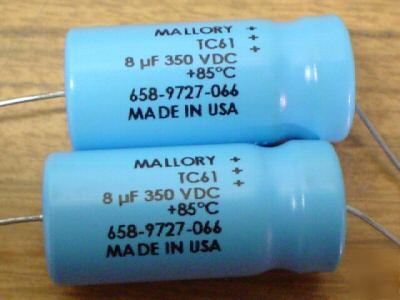 MALLORY +
TC61 +
8 µF 350 VDC +
+85°C
658-9727-066
MADE IN USA
MALLORY +
TC61 +
8 µF 350 VDC +
+85°C
658-9727-066
MADE IN USA